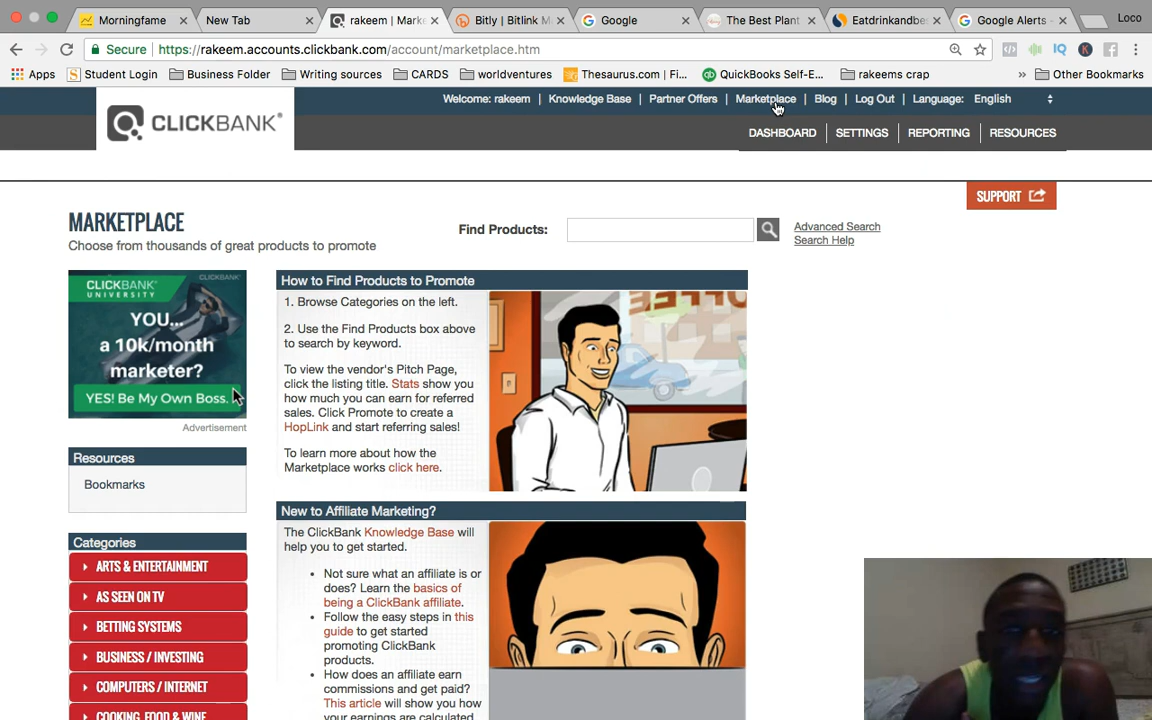 Morningfame
New Tab
rakeem | Marke
Bitly | Bitlink M
Google
The Best Plant
Eatdrinkandbe
Google Alerts -
Loco
Secure
https://rakeem.accounts.clickbank.com/account/marketplace.htm
Apps
Student Login
Business Folder
Writing sources
CARDS
worldventures
Thesaurus.com | Fi...
QuickBooks Self-E...
rakeems crap
»
Other Bookmarks
Welcome: rakeem | Knowledge Base | Partner Offers | Marketplace | Blog | Log Out | Language: English
CLICKBANK®
DASHBOARD
SETTINGS
REPORTING
RESOURCES
SUPPORT
MARKETPLACE
Choose from thousands of great products to promote
Find Products:
Advanced Search
Search Help
CLICKBANK
UNIVERSITY
CLICKBANK
YOU...
a 10k/month
marketer?
YES! Be My Own Boss.
Advertisement
Resources
Bookmarks
Categories
ARTS & ENTERTAINMENT
AS SEEN ON TV
BETTING SYSTEMS
BUSINESS / INVESTING
COMPUTERS / INTERNET
COOKING, FOOD & WINE
How to Find Products to Promote
1. Browse Categories on the left.
2. Use the Find Products box above
to search by keyword.
To view the vendor's Pitch Page,
click the listing title. Stats show you
how much you can earn for referred
sales. Click Promote to create a
HopLink and start referring sales!
To learn more about how the
Marketplace works click here.
COFFEE
New to Affiliate Marketing?
The ClickBank Knowledge Base will
help you to get started.
• Not sure what an affiliate is or
does? Learn the basics of
being a ClickBank affiliate.
• Follow the easy steps in this
guide to get started
promoting ClickBank
products.
• How does an affiliate earn
commissions and get paid?
This article will show you how
your earnings are calculated